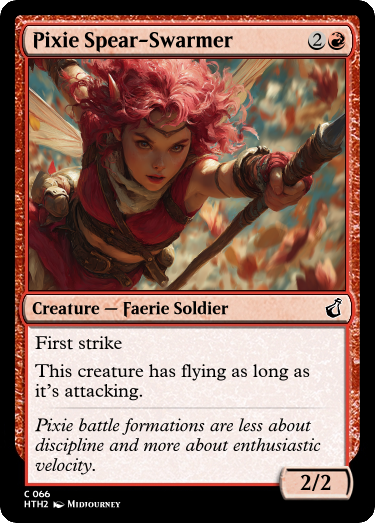 Pixie Spear-Swarmer 2
Creature — Faerie Soldier
First strike
This creature has flying as long as
it's attacking.
Pixie battle formations are less about
discipline and more about enthusiastic
velocity.
2/2
C 066
HTH2 Midjourney